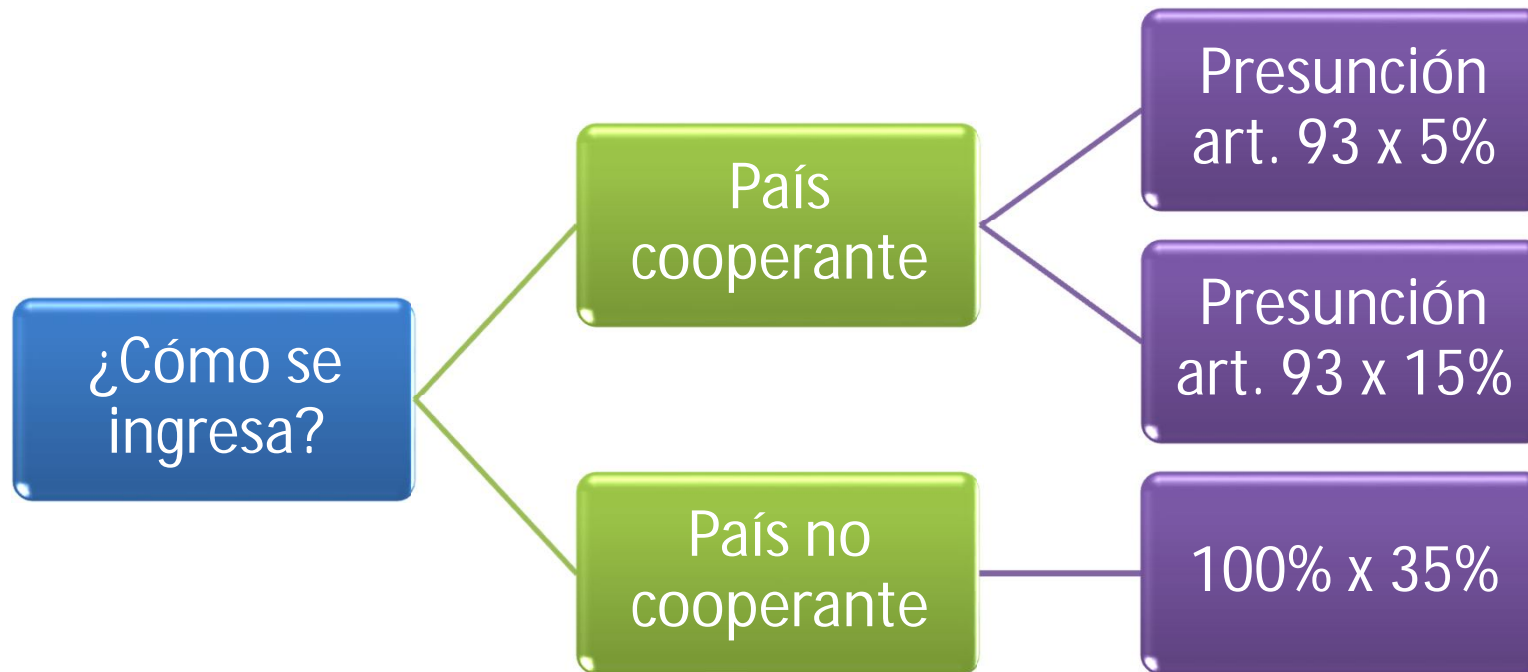 ¿Cómo se
ingresa?
País
cooperante
Presunción
art. 93 x 5%
Presunción
art. 93 x 15%
País no
cooperante
100% x 35%